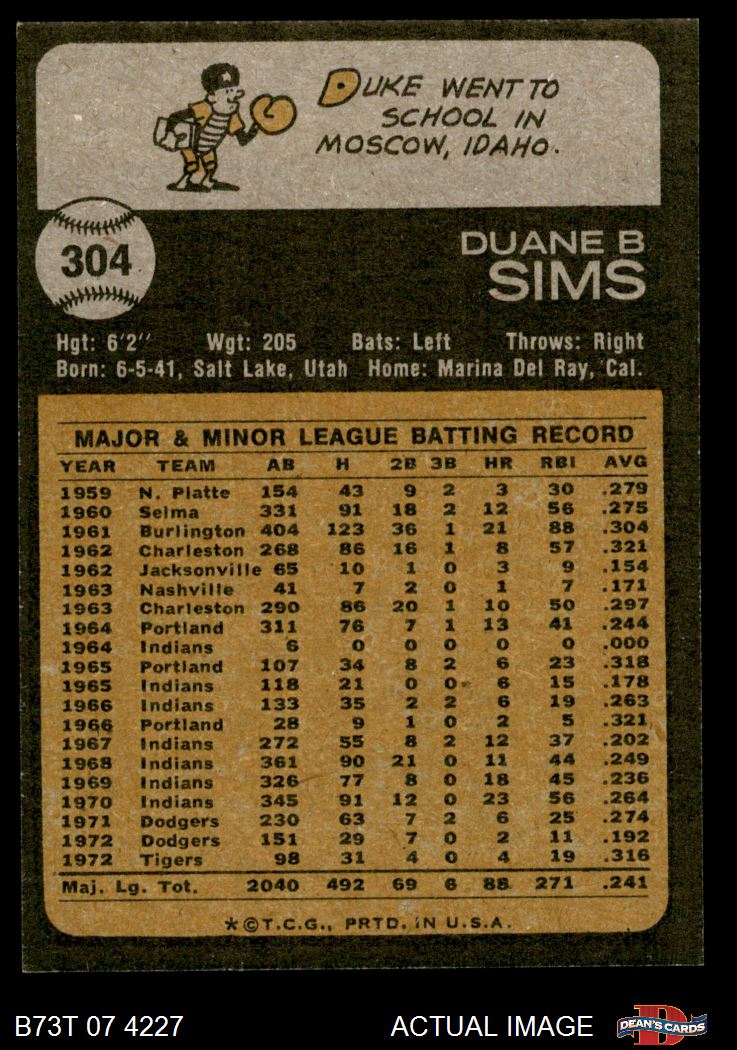 DUKE WENT TO
SCHOOL IN
MOSCOW, IDAHO.
304
DUANE B
SIMS
Hgt: 6'2" Wgt: 205 Bats: Left Throws: Right
Born: 6-5-41, Salt Lake, Utah Home: Marina Del Ray, Cal.
MAJOR & MINOR LEAGUE BATTING RECORD
YEAR TEAM AB H 2B 3B HR RBI AVG
1959 N. Platte 154 43 9 2 3 30 .279
1960 Selma 331 91 18 2 12 56 .275
1961 Burlington 404 123 36 1 21 88 .304
1962 Charleston 268 86 16 1 8 57 .321
1962 Jacksonville 65 10 1 0 3 9 .154
1963 Nashville 41 7 2 0 1 7 .171
1963 Charleston 290 86 20 1 10 50 .297
1964 Portland 311 76 7 1 13 41 .244
1964 Indians 6 0 0 0 0 0 .000
1965 Portland 107 34 8 2 6 23 .318
1965 Indians 118 21 0 0 6 15 .178
1966 Indians 133 35 2 2 6 19 .263
1966 Portland 28 9 1 0 2 5 .321
1967 Indians 272 55 8 2 12 37 .202
1968 Indians 361 90 21 0 11 44 .249
1969 Indians 326 77 8 0 18 45 .236
1970 Indians 345 91 12 0 23 56 .264
1971 Dodgers 230 63 7 2 6 25 .274
1972 Dodgers 151 29 7 0 2 11 .192
1972 Tigers 98 31 4 0 4 19 .316
Maj. Lg. Tot. 2040 492 69 6 88 271 .241
*©T.C.G., PRTD. IN U.S.A.
B73T 07 4227 ACTUAL IMAGE D DEAN'S CARDS